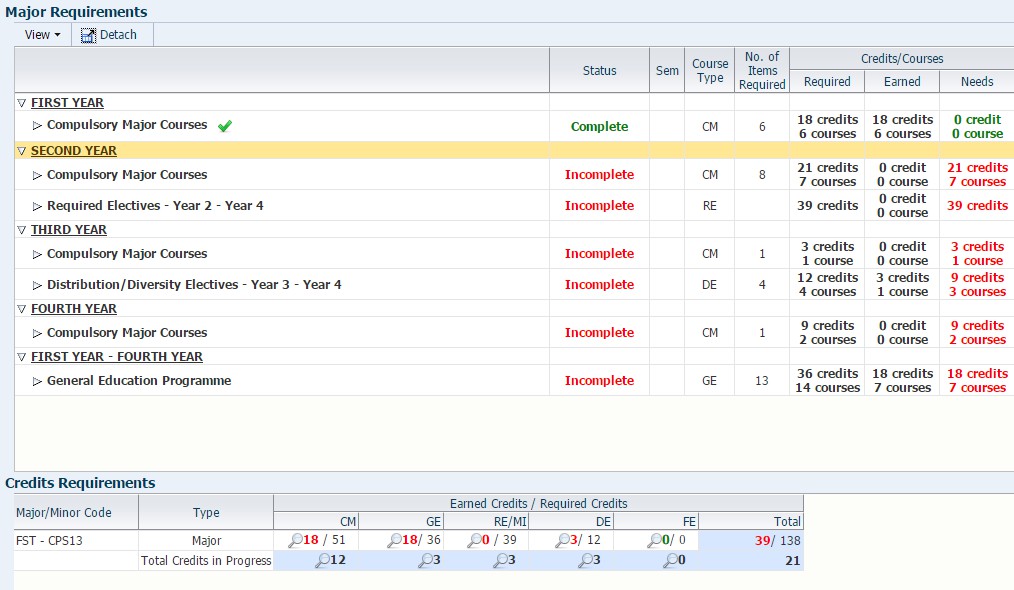 Major Requirements
View Detach
Status Sem Course Type No. of Items Required Credits/Courses
Required Earned Needs
FIRST YEAR
Compulsory Major Courses Complete CM 6 18 credits 18 credits 0 credit
6 courses 6 courses 0 course
SECOND YEAR
Compulsory Major Courses Incomplete CM 8 21 credits 0 credit 21 credits
7 courses 0 course 7 courses
Required Electives - Year 2 - Year 4 Incomplete RE 39 credits 0 credit 39 credits
0 course
THIRD YEAR
Compulsory Major Courses Incomplete CM 1 3 credits 0 credit 3 credits
1 course 0 course 1 course
Distribution/Diversity Electives - Year 3 - Year 4 Incomplete DE 4 12 credits 3 credits 9 credits
4 courses 1 course 3 courses
FOURTH YEAR
Compulsory Major Courses Incomplete CM 1 9 credits 0 credit 9 credits
2 courses 0 course 2 courses
FIRST YEAR - FOURTH YEAR
General Education Programme Incomplete GE 13 36 credits 18 credits 18 credits
14 courses 7 courses 7 courses
Credits Requirements
Major/Minor Code Type Earned Credits / Required Credits
CM GE RE/MI DE FE Total
FST - CPS13 Major 18 / 51 18/ 36 0 / 39 3/ 12 0/ 0 39/ 138
Total Credits in Progress 12 3 3 3 0 21